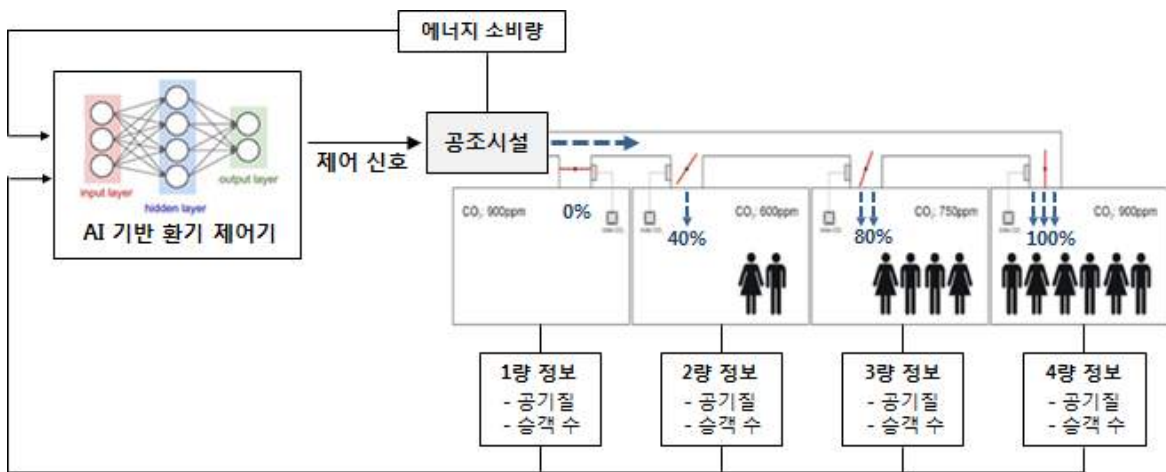 에너지 소비량
input layer
hidden layer
output layer
AI 기반 환기 제어기
제어 신호
공조시설
CO₂: 900ppm
0%
40%
CO₂: 600ppm
80%
CO₂: 750ppm
100%
CO₂: 900ppm
1량 정보
- 공기질
- 승객 수
2량 정보
- 공기질
- 승객 수
3량 정보
- 공기질
- 승객 수
4량 정보
- 공기질
- 승객 수